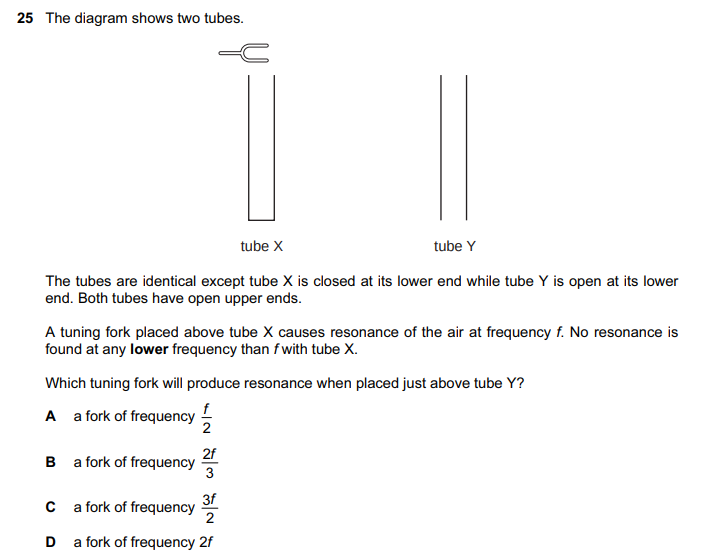 25 The diagram shows two tubes.
tube X
tube Y
The tubes are identical except tube X is closed at its lower end while tube Y is open at its lower
end. Both tubes have open upper ends.
A tuning fork placed above tube X causes resonance of the air at frequency f. No resonance is
found at any lower frequency than f with tube X.
Which tuning fork will produce resonance when placed just above tube Y?
A a fork of frequency f/2
B a fork of frequency 2f/3
C a fork of frequency 3f/2
D a fork of frequency 2f